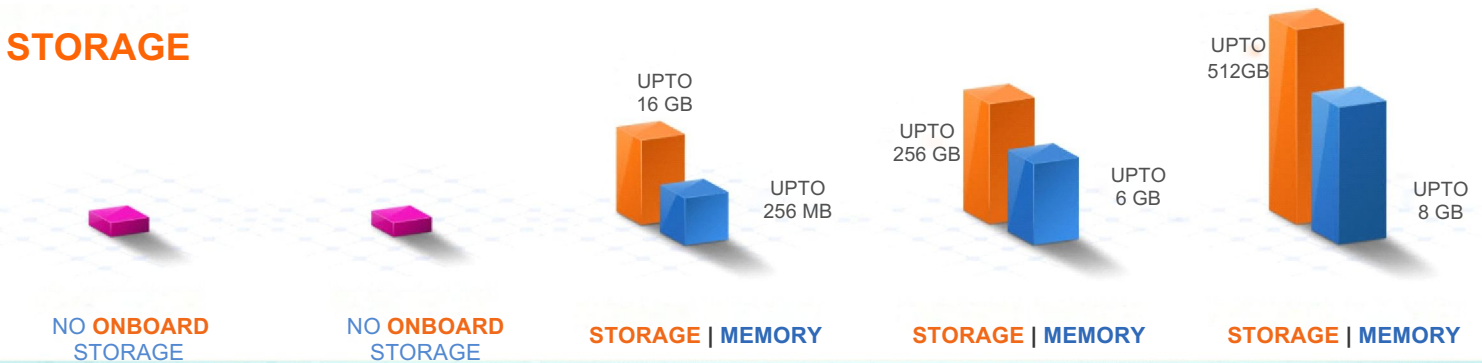 STORAGE
UPTO
16 GB
UPTO
256 MB
UPTO
256 GB
UPTO
6 GB
UPTO
512GB
UPTO
8 GB
NO ONBOARD
STORAGE
NO ONBOARD
STORAGE
STORAGE | MEMORY
STORAGE | MEMORY
STORAGE | MEMORY